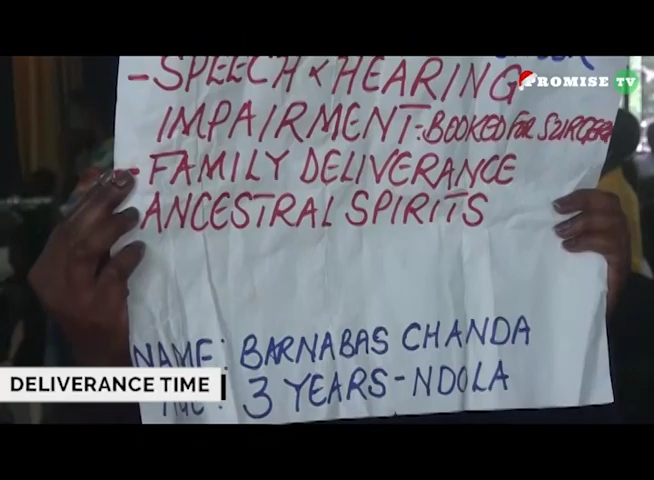 PROMISE TV
- SPEECH & HEARING
IMPAIRMENT: BOOKED FOR SURGERY
- FAMILY DELIVERANCE
ANCESTRAL SPIRITS
NAME: BARNABAS CHANDA
3 YEARS - NDOLA
DELIVERANCE TIME